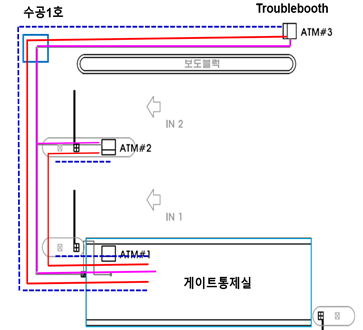 수공1호
Troublebooth
ATM#3
보도블럭
IN 2
ATM#2
IN 1
ATM#1
게이트통제실